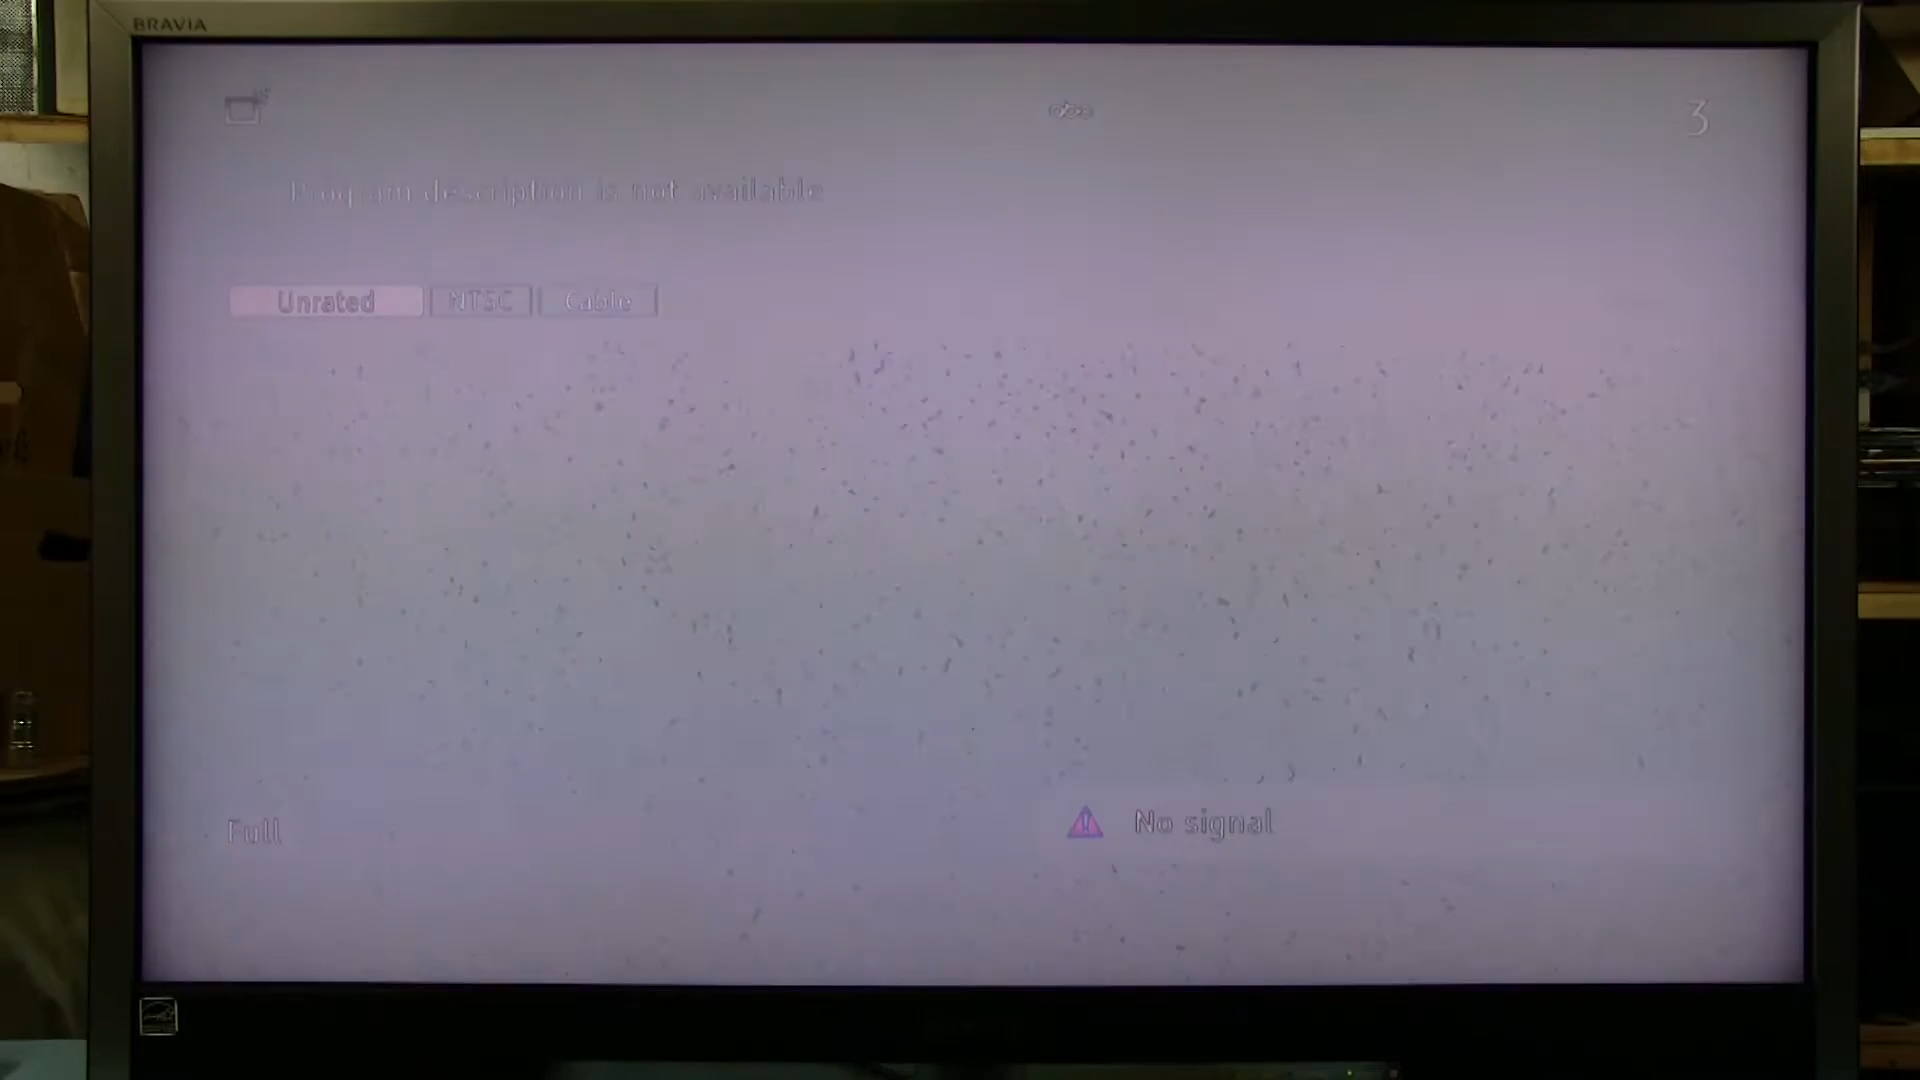 BRAVIA
3
Program description is not available
Unrated NTSC Cable
Full
No signal